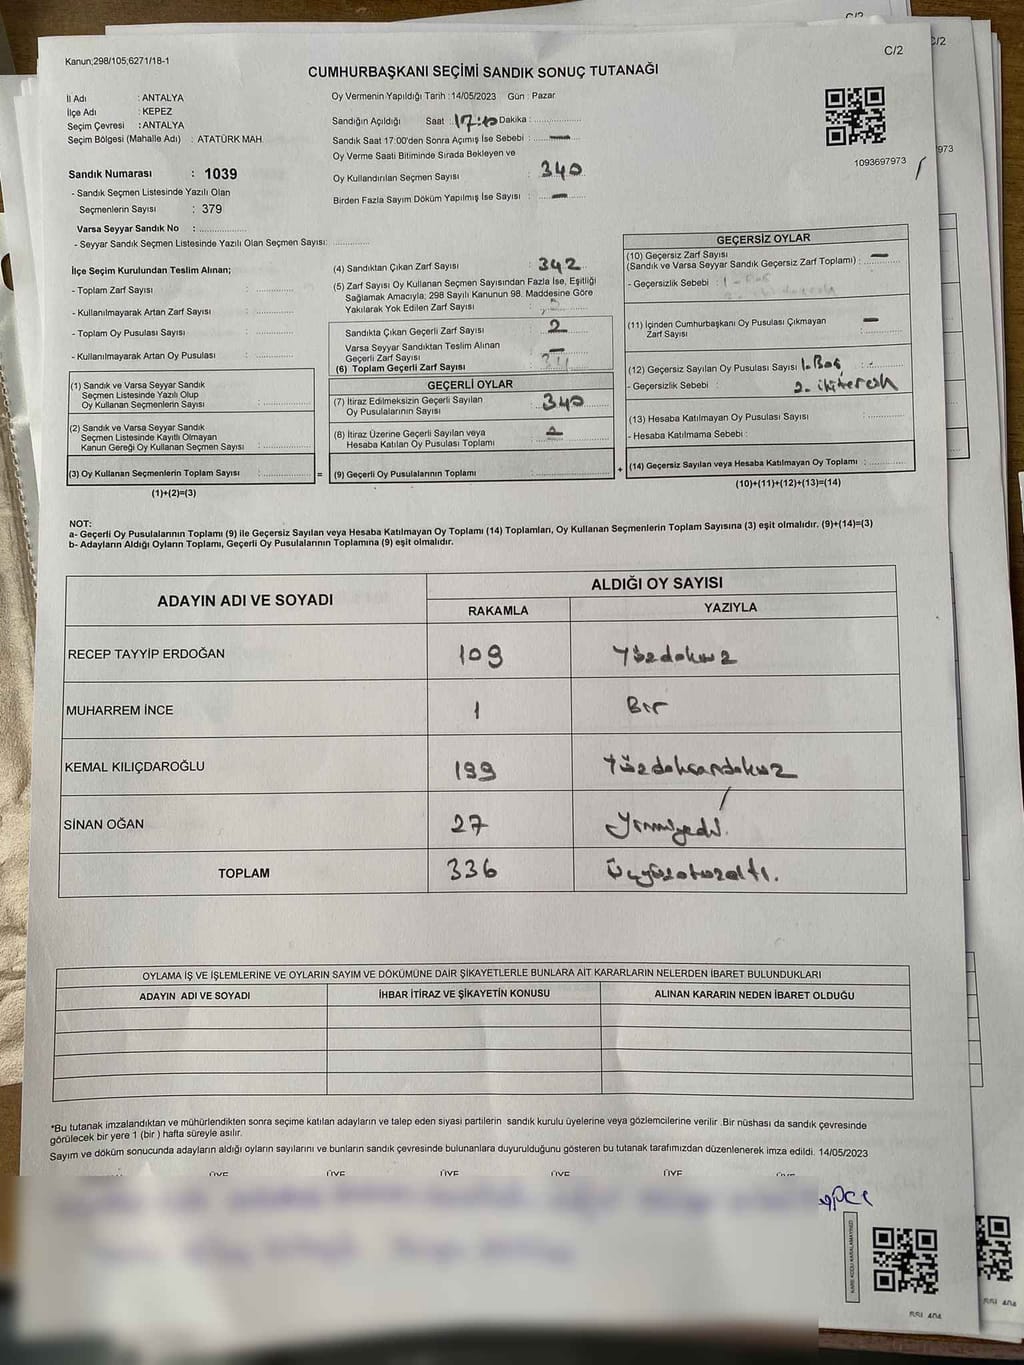 C/2
C/2
C/2
Kanun;298/105,6271/18-1
CUMHURBAŞKANI SEÇİMİ SANDIK SONUÇ TUTANAĞI
İl Adı : ANTALYA
İlçe Adı : KEPEZ
Seçim Çevresi : ANTALYA
Seçim Bölgesi (Mahalle Adı) : ATATÜRK MAH.
Sandık Numarası : 1039
- Sandık Seçmen Listesinde Yazılı Olan
Seçmenlerin Sayısı : 379
Varsa Seyyar Sandık No :
- Seyyar Sandık Seçmen Listesinde Yazılı Olan Seçmen Sayısı:
Oy Vermenin Yapıldığı Tarih :14/05/2023 Gün : Pazar
Sandığın Açıldığı Saat : 17:10 Dakika :
Sandık Saat 17:00'den Sonra Açımış İse Sebebi : —
Oy Verme Saati Bitiminde Sırada Bekleyen ve
Oy Kullandırılan Seçmen Sayısı : 340
Birden Fazla Sayım Döküm Yapılmış İse Sayısı : —
1093697973
973
İlçe Seçim Kurulundan Teslim Alınan;
- Toplam Zarf Sayısı :
- Kullanılmayarak Artan Zarf Sayısı :
- Toplam Oy Pusulası Sayısı :
- Kullanılmayarak Artan Oy Pusulası :
(1) Sandık ve Varsa Seyyar Sandık
Seçmen Listesinde Yazılı Olup
Oy Kullanan Seçmenlerin Sayısı :
(2) Sandık ve Varsa Seyyar Sandık
Seçmen Listesinde Kayıtlı Olmayan
Kanun Gereği Oy Kullanan Seçmen Sayısı :
(3) Oy Kullanan Seçmenlerin Toplam Sayısı : =
(1)+(2)=(3)
(4) Sandıktan Çıkan Zarf Sayısı : 342
(5) Zarf Sayısı Oy Kullanan Seçmen Sayısından Fazla İse, Eşitliği
Sağlamak Amacıyla; 298 Sayılı Kanunun 98. Maddesine Göre
Yakılarak Yok Edilen Zarf Sayısı :
Sandıkta Çıkan Geçerli Zarf Sayısı : 2
Varsa Seyyar Sandıktan Teslim Alınan
Geçerli Zarf Sayısı : —
(6) Toplam Geçerli Zarf Sayısı :
GEÇERLİ OYLAR
(7) İtiraz Edilmeksizin Geçerli Sayılan
Oy Pusulalarının Sayısı : 340
(8) İtiraz Üzerine Geçerli Sayılan veya
Hesaba Katılan Oy Pusulası Toplamı :
(9) Geçerli Oy Pusulalarının Toplamı : +
GEÇERSİZ OYLAR
(10) Geçersiz Zarf Sayısı
(Sandık ve Varsa Seyyar Sandık Geçersiz Zarf Toplamı) : —
- Geçersizlik Sebebi :
(11) İçinden Cumhurbaşkanı Oy Pusulası Çıkmayan
Zarf Sayısı : —
(12) Geçersiz Sayılan Oy Pusulası Sayısı 1. Boş
- Geçersizlik Sebebi : 2.
(13) Hesaba Katılmayan Oy Pusulası Sayısı :
- Hesaba Katılmama Sebebi :
(14) Geçersiz Sayılan veya Hesaba Katılmayan Oy Toplamı :
(10)+(11)+(12)+(13)=(14)
NOT:
a- Geçerli Oy Pusulalarının Toplamı (9) ile Geçersiz Sayılan veya Hesaba Katılmayan Oy Toplamı (14) Toplamları, Oy Kullanan Seçmenlerin Toplam Sayısına (3) eşit olmalıdır. (9)+(14)=(3)
b- Adayların Aldığı Oyların Toplamı, Geçerli Oy Pusulalarının Toplamına (9) eşit olmalıdır.
ADAYIN ADI VE SOYADI ALDIĞI OY SAYISI
RAKAMLA YAZIYLA
RECEP TAYYİP ERDOĞAN 109 Yüzdokuz
MUHARREM İNCE 1 Bir
KEMAL KILIÇDAROĞLU 199 Yüzdoksandokuz
SİNAN OĞAN 27 Yirmiyedi
TOPLAM 336 Üçyüzotuzaltı.
OYLAMA İŞ VE İŞLEMLERİNE VE OYLARIN SAYIM VE DÖKÜMÜNE DAİR ŞİKAYETLERLE BUNLARA AİT KARARLARIN NELERDEN İBARET BULUNDUKLARI
ADAYIN ADI VE SOYADI İHBAR İTİRAZ VE ŞİKAYETİN KONUSU ALINAN KARARIN NEDEN İBARET OLDUĞU
*Bu tutanak imzalandıktan ve mühürlendikten sonra seçime katılan adayların ve talep eden siyasi partilerin sandık kurulu üyelerine veya gözlemcilerine verilir .Bir nüshası da sandık çevresinde
görülecek bir yere 1 (bir ) hafta süreyle asılır.
Sayım ve döküm sonucunda adayların aldığı oyların sayılarını ve bunların sandık çevresinde bulunanlara duyurulduğunu gösteren bu tutanak tarafımızdan düzenlenerek imza edildi. 14/05/2023
ÜYE ÜYE ÜYE ÜYE ÜYE ÜYE
KARE KODU KARALAMAYINIZ!